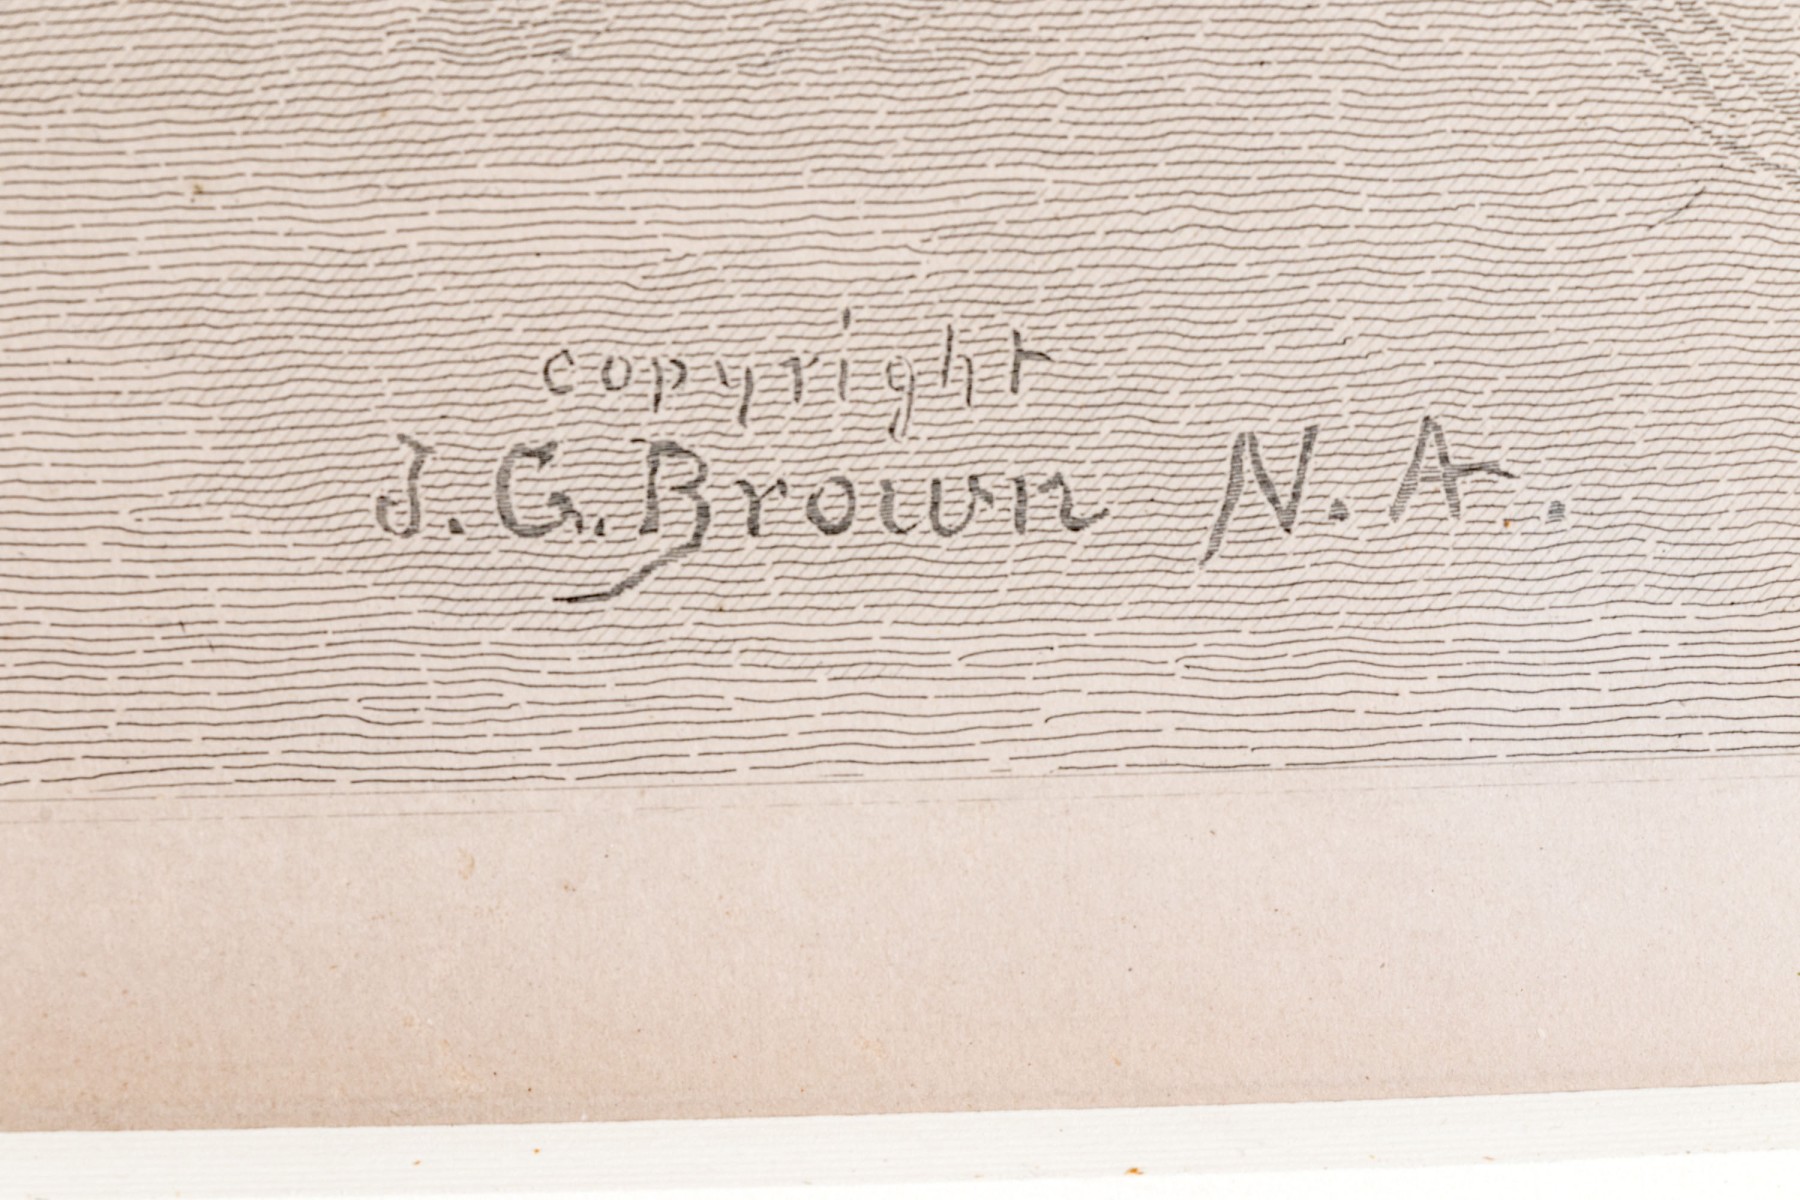 copyright
J. G. Brown N. A.